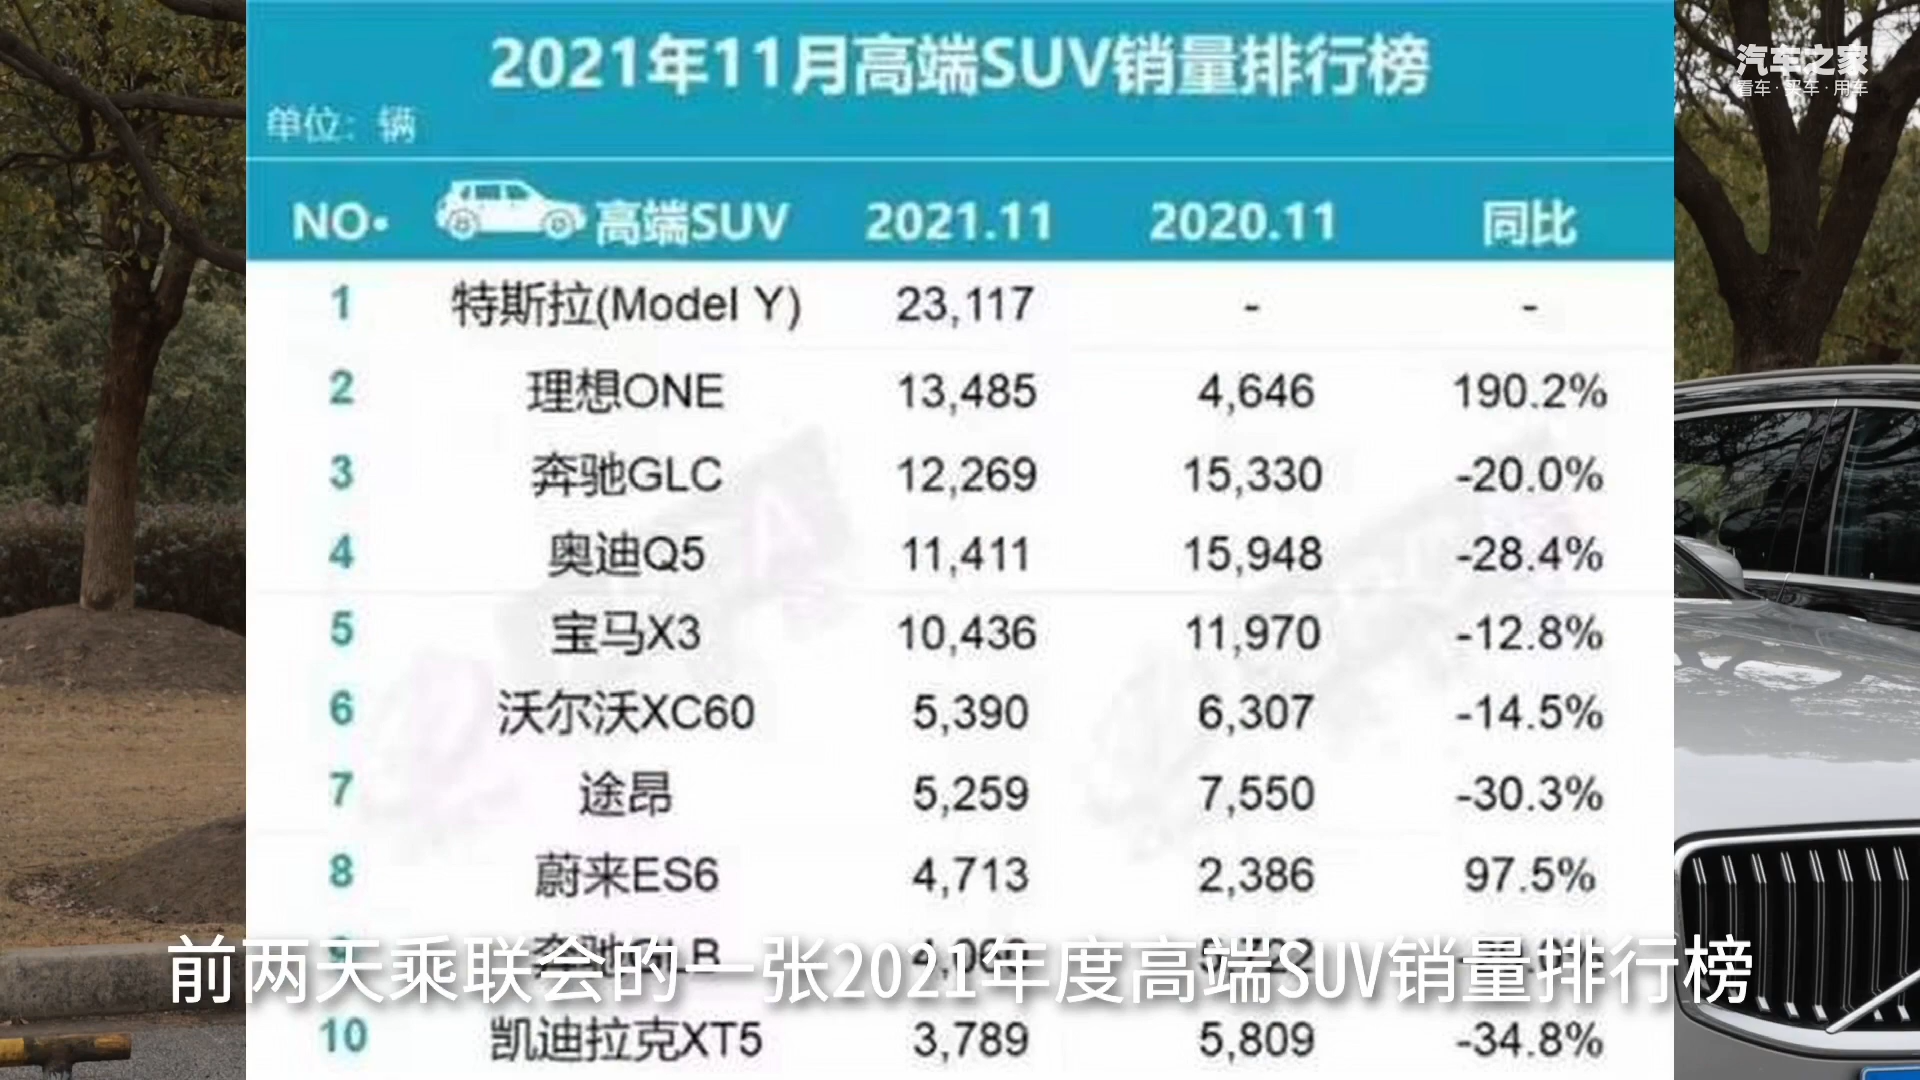 2021年11月高端SUV销量排行榜
汽车之家
看车·买车·用车
单位：辆
NO· 高端SUV 2021.11 2020.11 同比
1 特斯拉(Model Y) 23,117 - -
2 理想ONE 13,485 4,646 190.2%
3 奔驰GLC 12,269 15,330 -20.0%
4 奥迪Q5 11,411 15,948 -28.4%
5 宝马X3 10,436 11,970 -12.8%
6 沃尔沃XC60 5,390 6,307 -14.5%
7 途昂 5,259 7,550 -30.3%
8 蔚来ES6 4,713 2,386 97.5%
9 奔驰GLB
前两天乘联会的一张2021年度高端SUV销量排行榜
10 凯迪拉克XT5 3,789 5,809 -34.8%